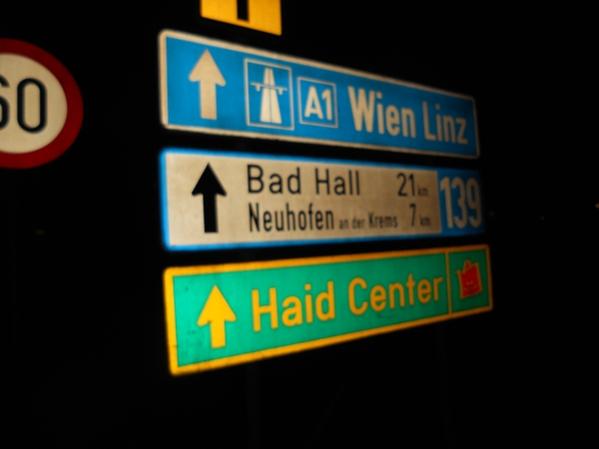 60
A1 Wien Linz
Bad Hall 21 km
Neuhofen an der Krems 7 km
139
Haid Center